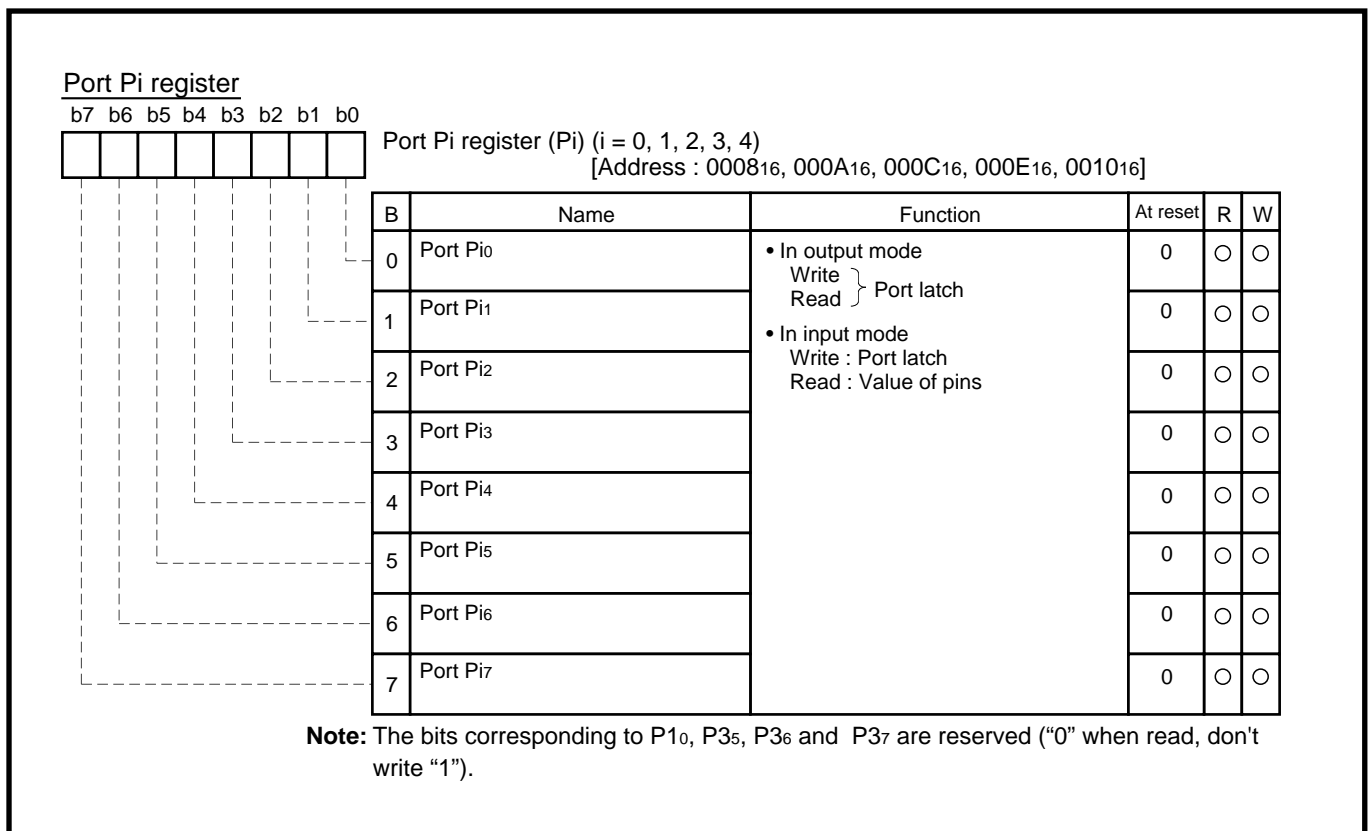 Port Pi register
b7 b6 b5 b4 b3 b2 b1 b0
Port Pi register (Pi) (i = 0, 1, 2, 3, 4)
[Address : 000816, 000A16, 000C16, 000E16, 001016]
B Name Function At reset R W
0 Port Pi0 • In output mode 0 ○ ○
Write
Read } Port latch
1 Port Pi1 0 ○ ○
• In input mode
Write : Port latch
2 Port Pi2 0 ○ ○
Read : Value of pins
3 Port Pi3 0 ○ ○
4 Port Pi4 0 ○ ○
5 Port Pi5 0 ○ ○
6 Port Pi6 0 ○ ○
7 Port Pi7 0 ○ ○
Note: The bits corresponding to P10, P35, P36 and P37 are reserved (“0” when read, don't
write “1”).